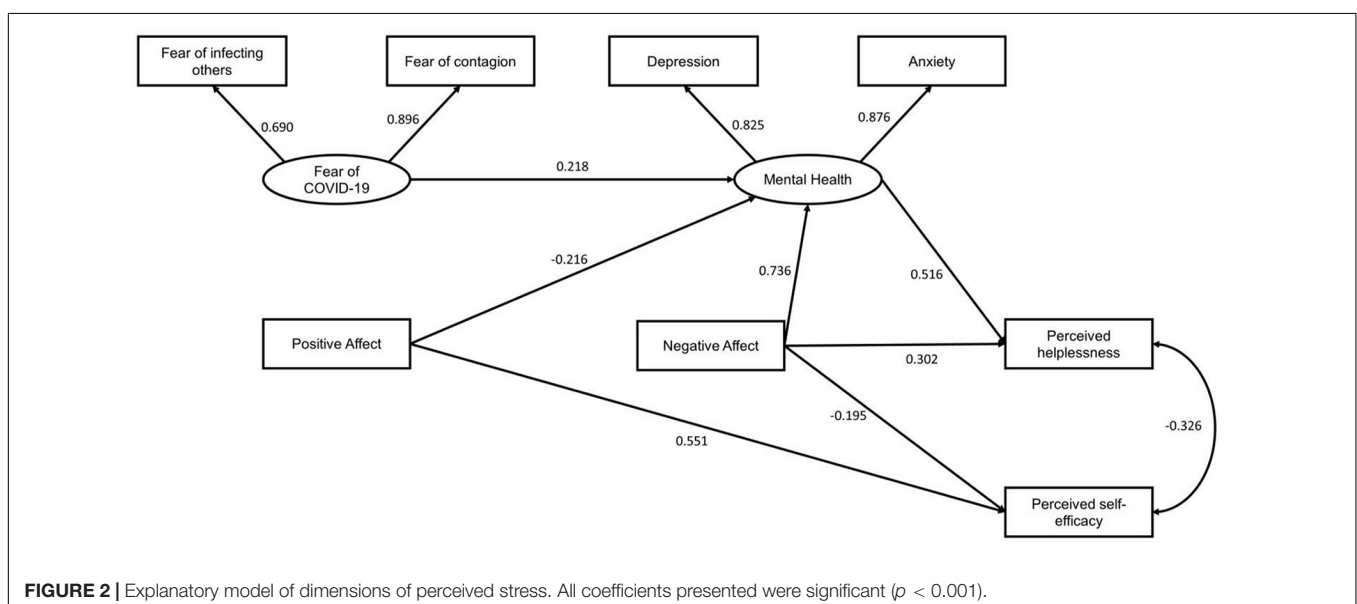 Fear of infecting
others
Fear of contagion
Depression
Anxiety
0.690
0.896
0.825
0.876
Fear of
COVID-19
0.218
Mental Health
-0.216
0.736
0.516
Positive Affect
Negative Affect
0.302
Perceived
helplessness
-0.195
0.551
-0.326
Perceived self-
efficacy
FIGURE 2 | Explanatory model of dimensions of perceived stress. All coefficients presented were significant (p < 0.001).